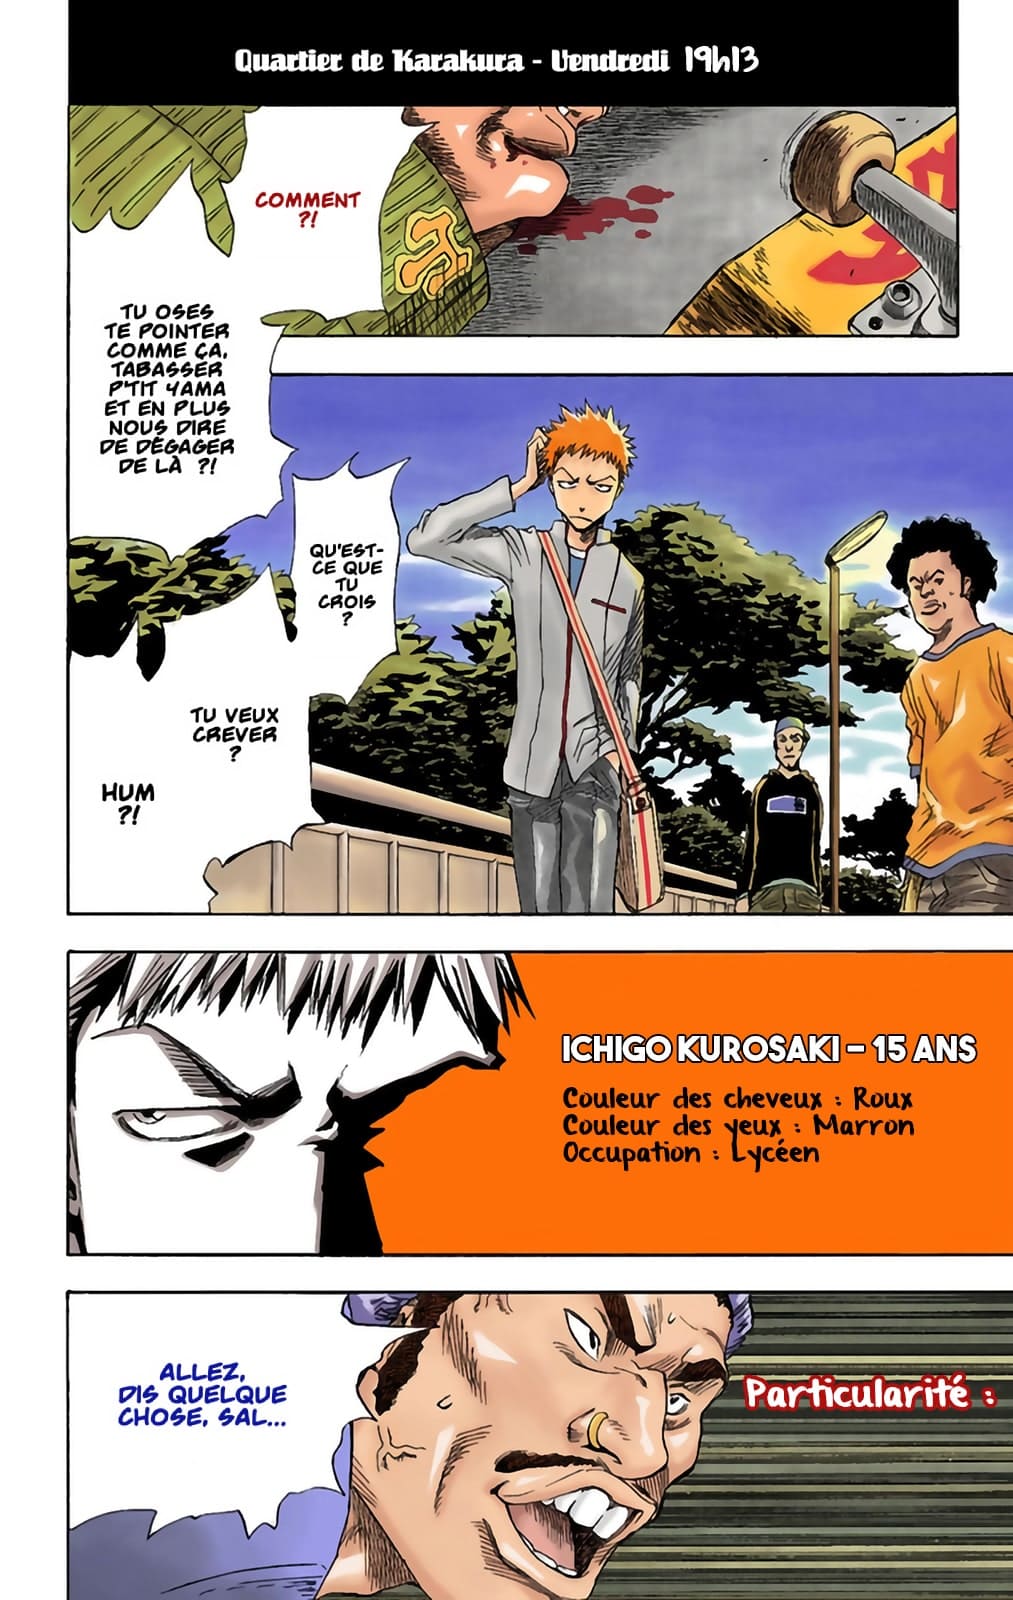 Quartier de Karakura - Vendredi 19h13
COMMENT
?!
TU OSES
TE POINTER
COMME ÇA,
TABASSER
P'TIT YAMA
ET EN PLUS
NOUS DIRE
DE DÉGAGER
DE LÀ ?!
QU'EST-
CE QUE
TU
CROIS
?
TU VEUX
CREVER
?
HUM
?!
ICHIGO KUROSAKI – 15 ANS
Couleur des cheveux : Roux
Couleur des yeux : Marron
Occupation : Lycéen
ALLEZ,
DIS QUELQUE
CHOSE, SAL...
Particularité :